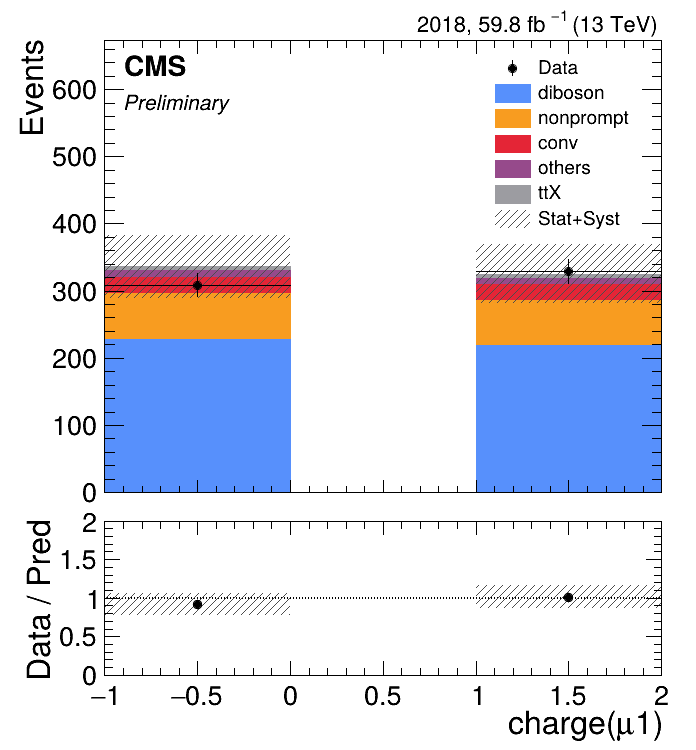 2018, 59.8 fb⁻¹ (13 TeV)
CMS
Preliminary
Events
600
500
400
300
200
100
0
Data
diboson
nonprompt
conv
others
ttX
Stat+Syst
Data / Pred
2
1.5
1
0.5
0
−1
−0.5
0
0.5
1
1.5
2
charge(μ1)